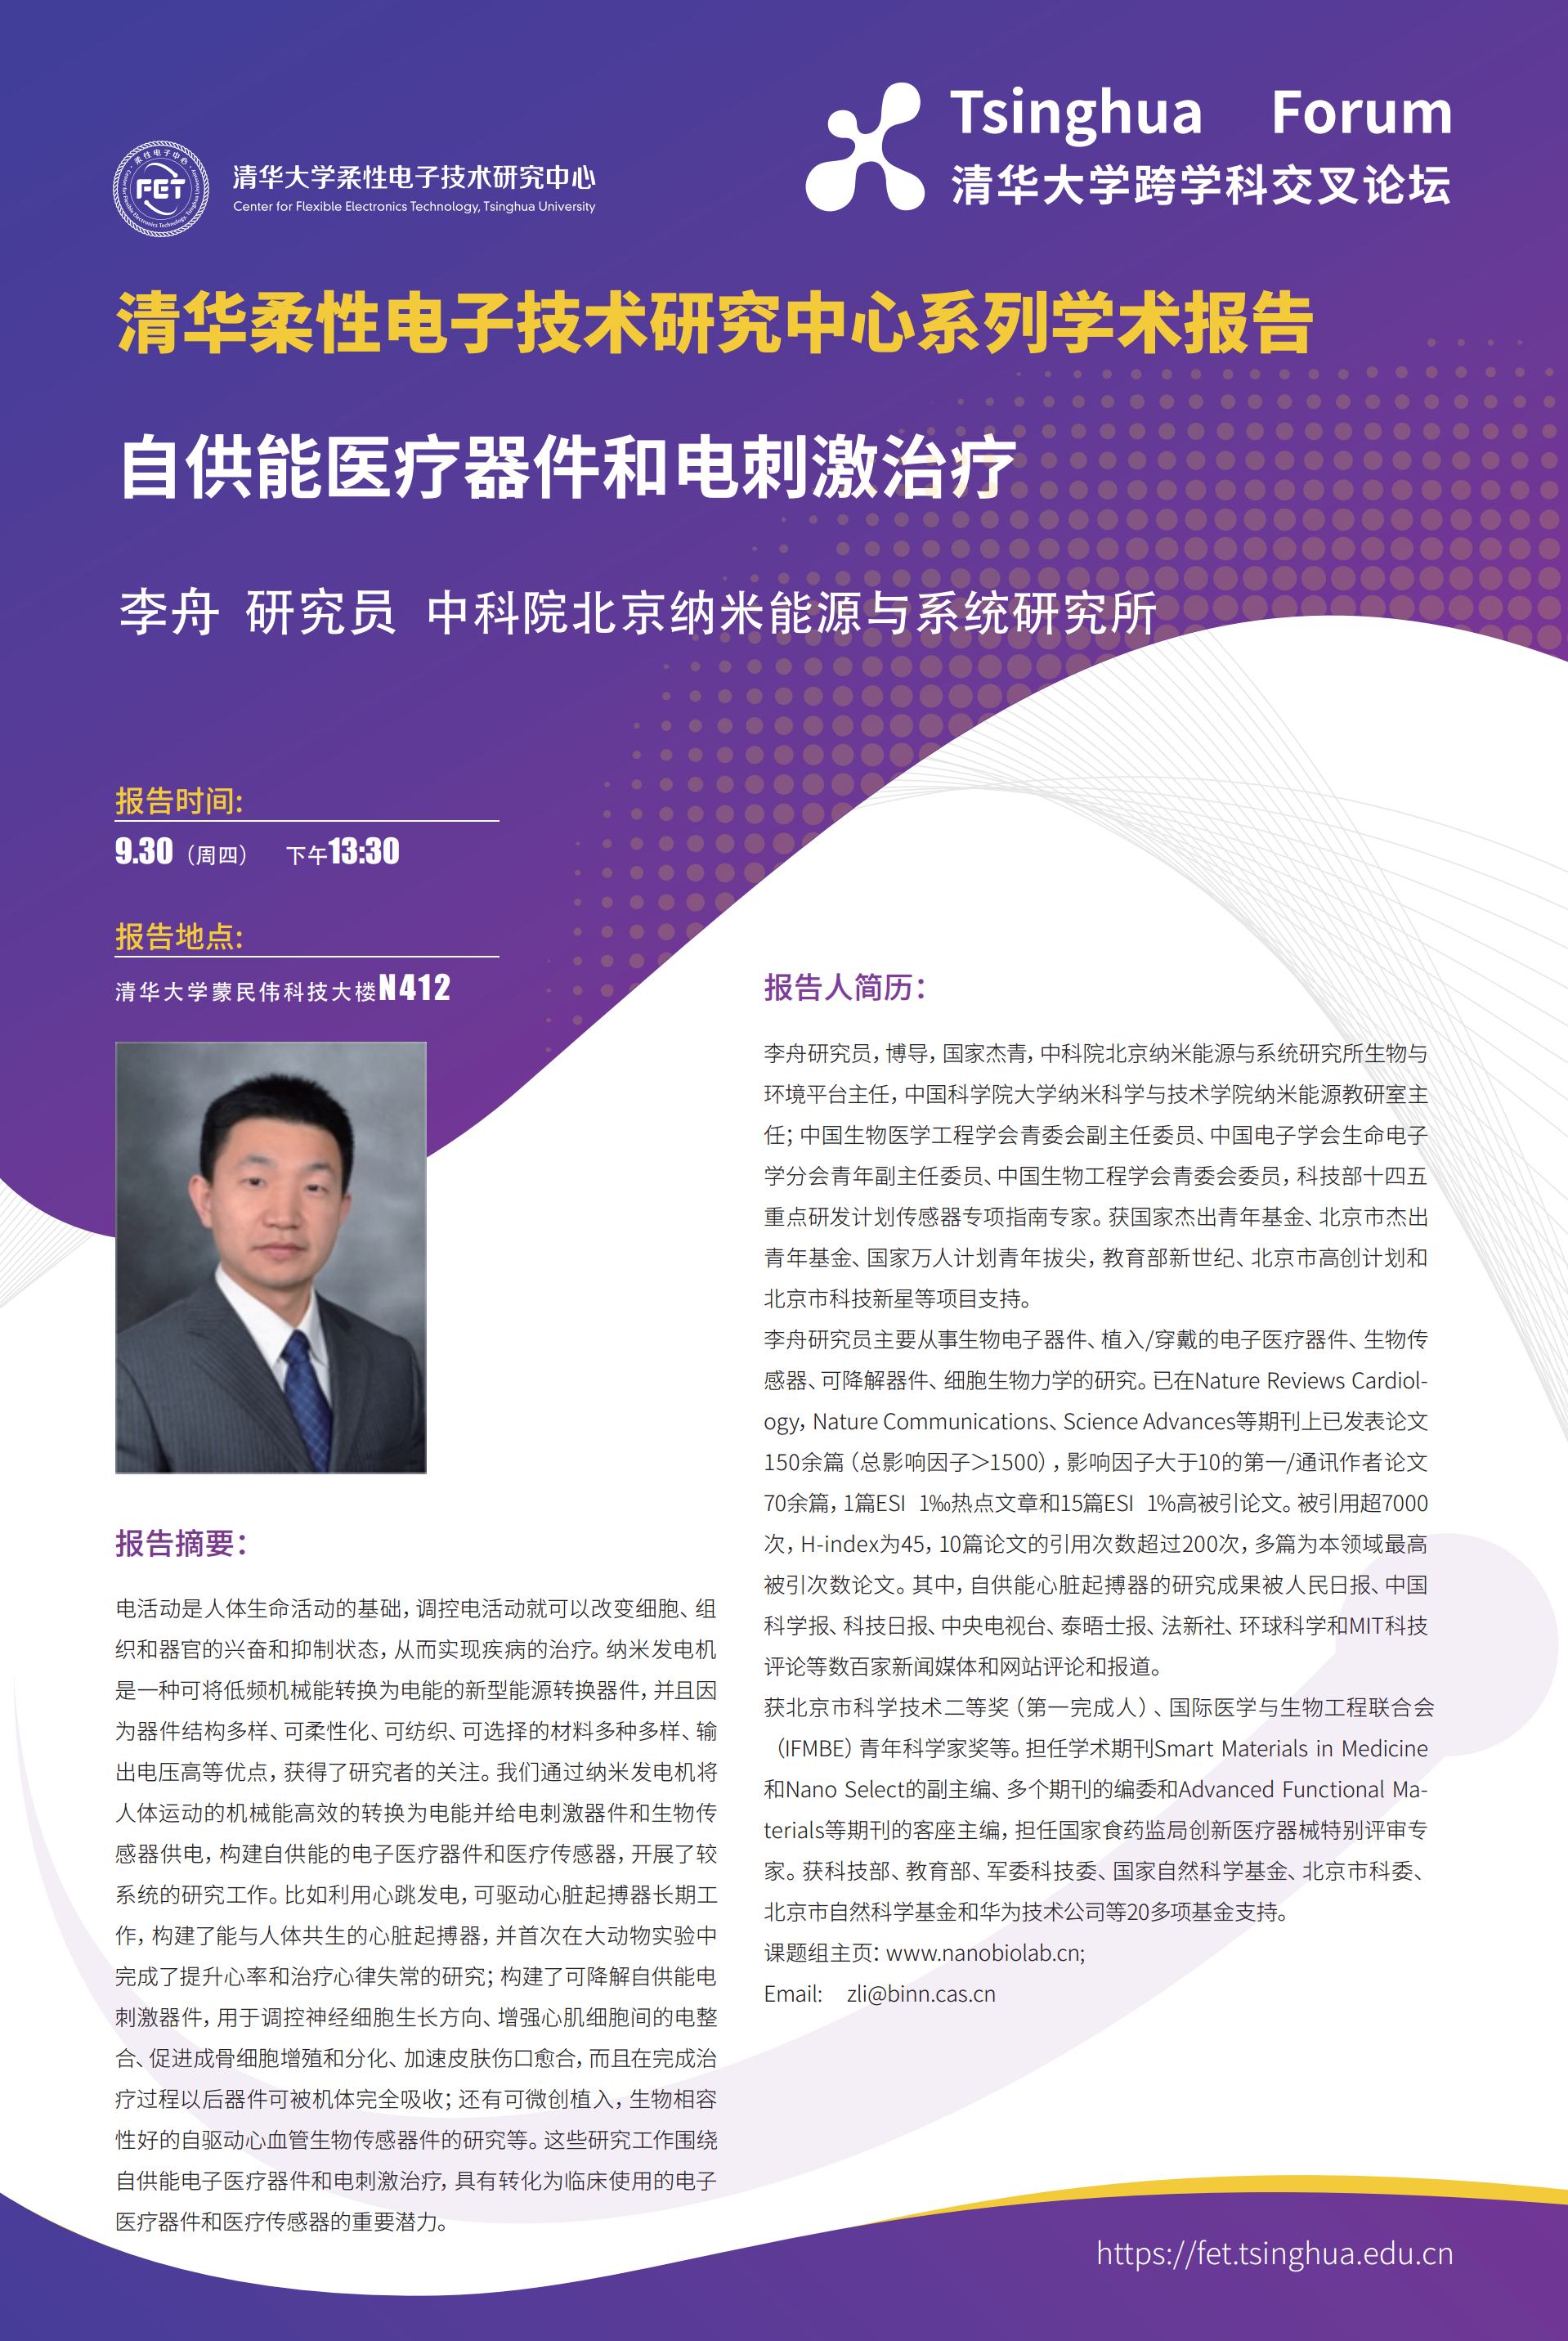 FET
清华大学柔性电子技术研究中心
Center for Flexible Electronics Technology, Tsinghua University
Tsinghua Forum
清华大学跨学科交叉论坛
清华柔性电子技术研究中心系列学术报告
自供能医疗器件和电刺激治疗
李舟 研究员 中科院北京纳米能源与系统研究所
报告时间:
9.30（周四） 下午13:30
报告地点:
清华大学蒙民伟科技大楼N412
报告摘要：
电活动是人体生命活动的基础，调控电活动就可以改变细胞、组
织和器官的兴奋和抑制状态，从而实现疾病的治疗。纳米发电机
是一种可将低频机械能转换为电能的新型能源转换器件，并且因
为器件结构多样、可柔性化、可纺织、可选择的材料多种多样、输
出电压高等优点，获得了研究者的关注。我们通过纳米发电机将
人体运动的机械能高效的转换为电能并给电刺激器件和生物传
感器供电，构建自供能的电子医疗器件和医疗传感器，开展了较
系统的研究工作。比如利用心跳发电，可驱动心脏起搏器长期工
作，构建了能与人体共生的心脏起搏器，并首次在大动物实验中
完成了提升心率和治疗心律失常的研究；构建了可降解自供能电
刺激器件，用于调控神经细胞生长方向、增强心肌细胞间的电整
合、促进成骨细胞增殖和分化、加速皮肤伤口愈合，而且在完成治
疗过程以后器件可被机体完全吸收；还有可微创植入，生物相容
性好的自驱动心血管生物传感器件的研究等。这些研究工作围绕
自供能电子医疗器件和电刺激治疗，具有转化为临床使用的电子
医疗器件和医疗传感器的重要潜力。
报告人简历：
李舟研究员，博导，国家杰青，中科院北京纳米能源与系统研究所生物与
环境平台主任，中国科学院大学纳米科学与技术学院纳米能源教研室主
任；中国生物医学工程学会青委会副主任委员、中国电子学会生命电子
学分会青年副主任委员、中国生物工程学会青委会委员，科技部十四五
重点研发计划传感器专项指南专家。获国家杰出青年基金、北京市杰出
青年基金、国家万人计划青年拔尖，教育部新世纪、北京市高创计划和
北京市科技新星等项目支持。
李舟研究员主要从事生物电子器件、植入/穿戴的电子医疗器件、生物传
感器、可降解器件、细胞生物力学的研究。已在Nature Reviews Cardiol-
ogy，Nature Communications、Science Advances等期刊上已发表论文
150余篇（总影响因子>1500），影响因子大于10的第一/通讯作者论文
70余篇，1篇ESI 1‰热点文章和15篇ESI 1%高被引论文。被引用超7000
次，H-index为45，10篇论文的引用次数超过200次，多篇为本领域最高
被引次数论文。其中，自供能心脏起搏器的研究成果被人民日报、中国
科学报、科技日报、中央电视台、泰晤士报、法新社、环球科学和MIT科技
评论等数百家新闻媒体和网站评论和报道。
获北京市科学技术二等奖（第一完成人）、国际医学与生物工程联合会
（IFMBE）青年科学家奖等。担任学术期刊Smart Materials in Medicine
和Nano Select的副主编、多个期刊的编委和Advanced Functional Ma-
terials等期刊的客座主编，担任国家食药监局创新医疗器械特别评审专
家。获科技部、教育部、军委科技委、国家自然科学基金、北京市科委、
北京市自然科学基金和华为技术公司等20多项基金支持。
课题组主页：www.nanobiolab.cn;
Email: zli@binn.cas.cn
https://fet.tsinghua.edu.cn